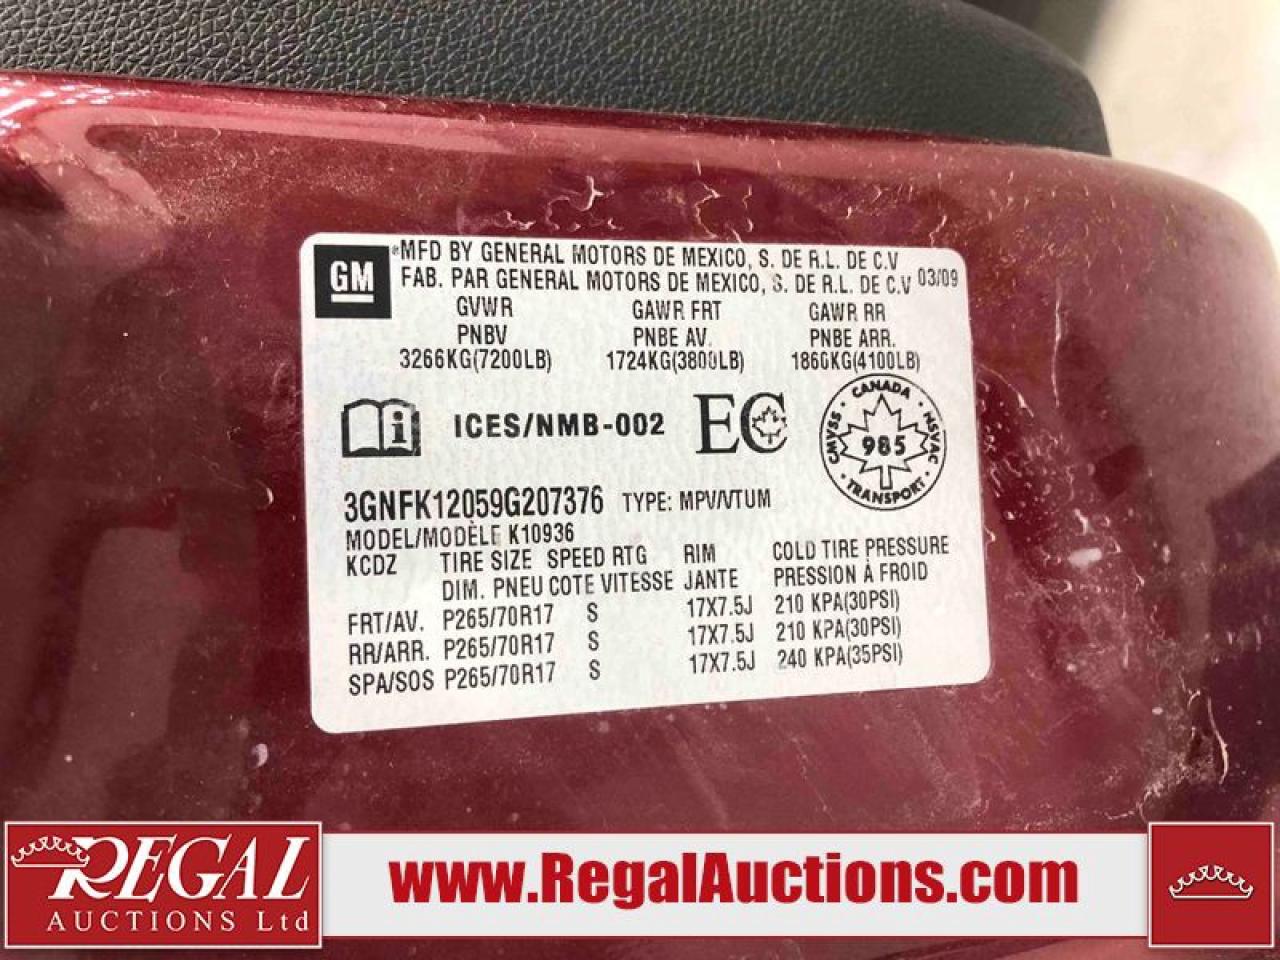 GM
®MFD BY GENERAL MOTORS DE MEXICO, S. DE R.L. DE C.V
FAB. PAR GENERAL MOTORS DE MEXICO, S. DE R.L. DE C.V 03/09
GVWR GAWR FRT GAWR RR
PNBV PNBE AV. PNBE ARR.
3266KG(7200LB) 1724KG(3800LB) 1860KG(4100LB)
i ICES/NMB-002 EC
CANADA
CMVSS 985 NSVAC
TRANSPORT
3GNFK12059G207376 TYPE: MPV/VTUM
MODEL/MODÈLE K10936
KCDZ TIRE SIZE SPEED RTG RIM COLD TIRE PRESSURE
DIM. PNEU COTE VITESSE JANTE PRESSION À FROID
FRT/AV. P265/70R17 S 17X7.5J 210 KPA(30PSI)
RR/ARR. P265/70R17 S 17X7.5J 210 KPA(30PSI)
SPA/SOS P265/70R17 S 17X7.5J 240 KPA(35PSI)
REGAL
AUCTIONS Ltd
www.RegalAuctions.com